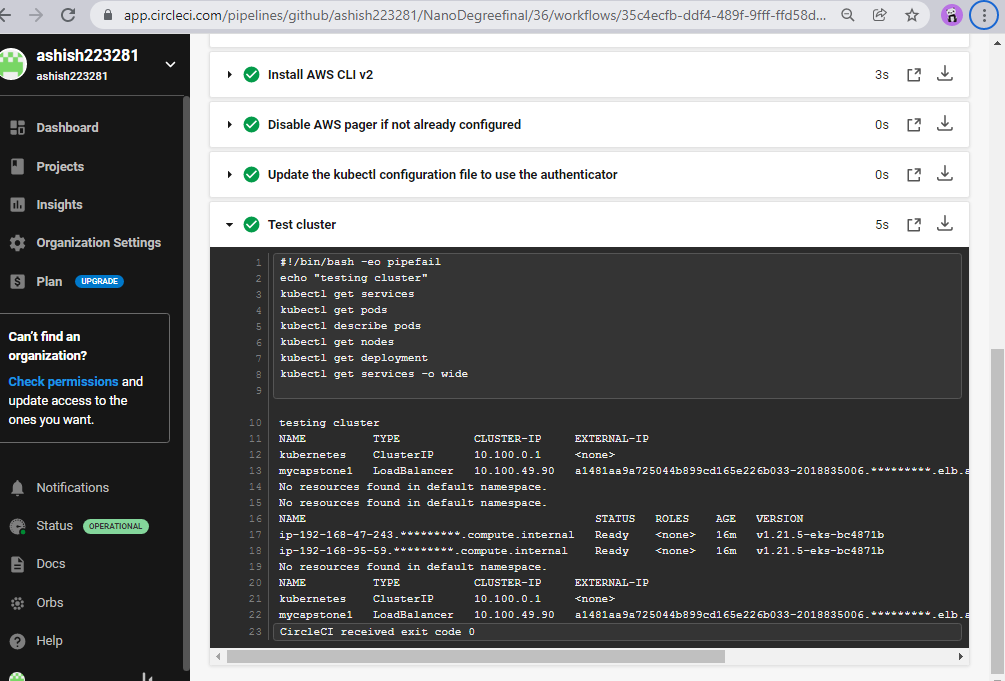 app.circleci.com/pipelines/github/ashish223281/NanoDegreefinal/36/workflows/35c4ecfb-ddf4-489f-9fff-ffd58d...
ashish223281
ashish223281
Dashboard
Projects
Insights
Organization Settings
Plan UPGRADE
Can't find an
organization?
Check permissions and
update access to the
ones you want.
Notifications
Status OPERATIONAL
Docs
Orbs
Help
Install AWS CLI v2 3s
Disable AWS pager if not already configured 0s
Update the kubectl configuration file to use the authenticator 0s
Test cluster 5s
1 #!/bin/bash -eo pipefail
2 echo "testing cluster"
3 kubectl get services
4 kubectl get pods
5 kubectl describe pods
6 kubectl get nodes
7 kubectl get deployment
8 kubectl get services -o wide
9
10 testing cluster
11 NAME TYPE CLUSTER-IP EXTERNAL-IP
12 kubernetes ClusterIP 10.100.0.1 <none>
13 mycapstone1 LoadBalancer 10.100.49.90 a1481aa9a725044b899cd165e226b033-2018835006.*********.elb.a
14 No resources found in default namespace.
15 No resources found in default namespace.
16 NAME STATUS ROLES AGE VERSION
17 ip-192-168-47-243.*********.compute.internal Ready <none> 16m v1.21.5-eks-bc4871b
18 ip-192-168-95-59.*********.compute.internal Ready <none> 16m v1.21.5-eks-bc4871b
19 No resources found in default namespace.
20 NAME TYPE CLUSTER-IP EXTERNAL-IP
21 kubernetes ClusterIP 10.100.0.1 <none>
22 mycapstone1 LoadBalancer 10.100.49.90 a1481aa9a725044b899cd165e226b033-2018835006.*********.elb.a
23 CircleCI received exit code 0